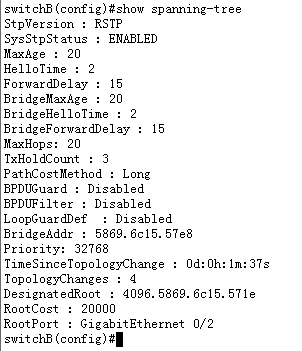 switchB(config)#show spanning-tree
StpVersion : RSTP
SysStpStatus : ENABLED
MaxAge : 20
HelloTime : 2
ForwardDelay : 15
BridgeMaxAge : 20
BridgeHelloTime : 2
BridgeForwardDelay : 15
MaxHops: 20
TxHoldCount : 3
PathCostMethod : Long
BPDUGuard : Disabled
BPDUFilter : Disabled
LoopGuardDef  : Disabled
BridgeAddr : 5869.6c15.57e8
Priority: 32768
TimeSinceTopologyChange : 0d:0h:1m:37s
TopologyChanges : 4
DesignatedRoot : 4096.5869.6c15.571e
RootCost : 20000
RootPort : GigabitEthernet 0/2
switchB(config)#